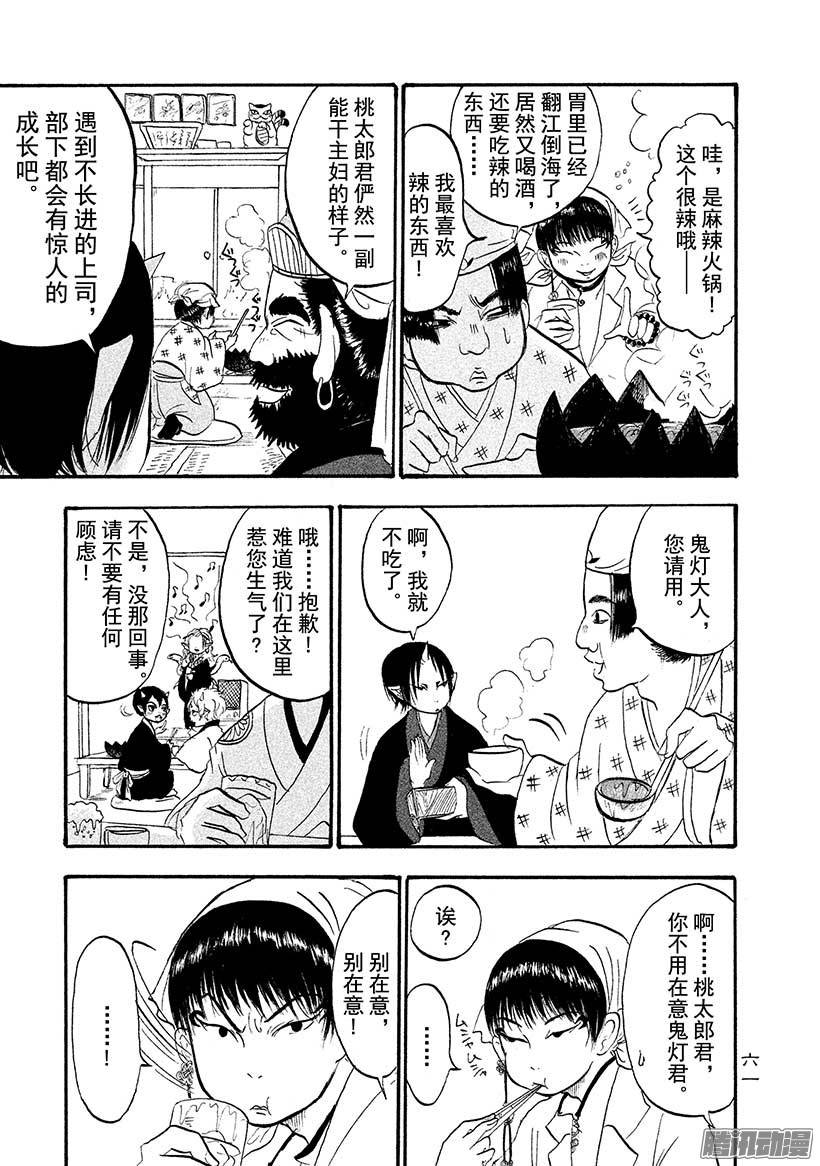 哇，是麻辣火锅！
这个很辣哦——
胃里已经
翻江倒海了，
居然又喝酒，
还要吃辣的
东西……
我最喜欢
辣的东西！
桃太郎君俨然一副
能干主妇的样子。
遇到不长进的上司，
部下都会有惊人的
成长吧。
鬼灯大人，
您请用。
啊，我就
不吃了。
哦……抱歉！
难道我们在这里
惹您生气了？
不是，没那回事。
请不要有任何
顾虑！
啊……桃太郎君，
你不用在意鬼灯君。
诶？
……
别在意，
别在意！
……！
六一
腾讯动漫